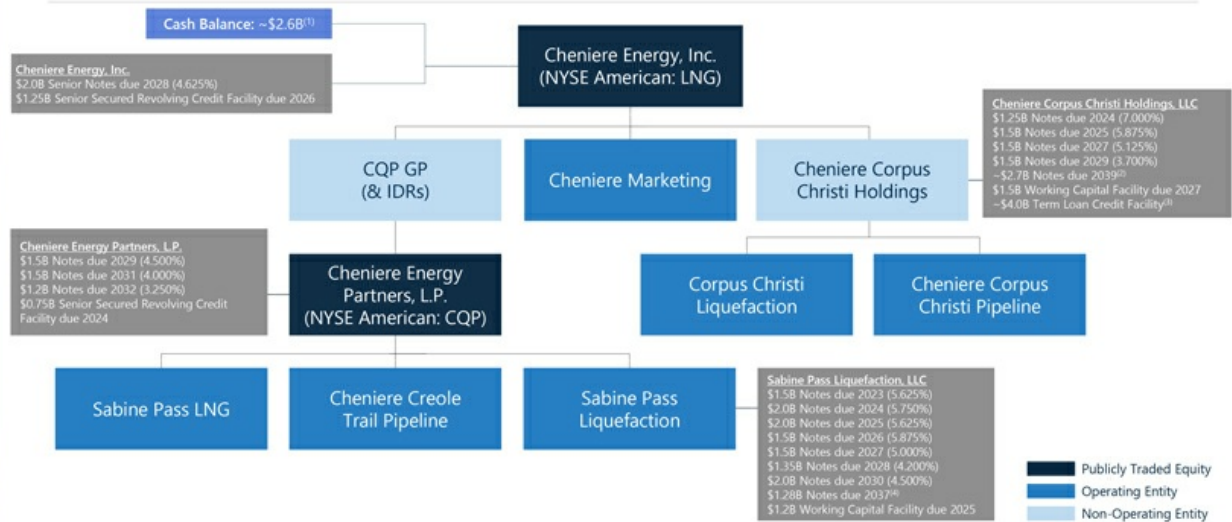 Cash Balance: ~$2.6B(1)
Cheniere Energy, Inc.
(NYSE American: LNG)
Cheniere Energy, Inc.
$2.0B Senior Notes due 2028 (4.625%)
$1.25B Senior Secured Revolving Credit Facility due 2026
CQP GP
(& IDRs)
Cheniere Marketing
Cheniere Corpus
Christi Holdings
Cheniere Corpus Christi Holdings, LLC
$1.25B Notes due 2024 (7.000%)
$1.5B Notes due 2025 (5.875%)
$1.5B Notes due 2027 (5.125%)
$1.5B Notes due 2029 (3.700%)
~$2.7B Notes due 2039(2)
$1.5B Working Capital Facility due 2027
~$4.0B Term Loan Credit Facility(3)
Cheniere Energy Partners, L.P.
$1.5B Notes due 2029 (4.500%)
$1.5B Notes due 2031 (4.000%)
$1.2B Notes due 2032 (3.250%)
$0.75B Senior Secured Revolving Credit
Facility due 2024
Cheniere Energy
Partners, L.P.
(NYSE American: CQP)
Corpus Christi
Liquefaction
Cheniere Corpus
Christi Pipeline
Sabine Pass LNG
Cheniere Creole
Trail Pipeline
Sabine Pass
Liquefaction
Sabine Pass Liquefaction, LLC
$1.5B Notes due 2023 (5.625%)
$2.0B Notes due 2024 (5.750%)
$2.0B Notes due 2025 (5.625%)
$1.5B Notes due 2026 (5.875%)
$1.5B Notes due 2027 (5.000%)
$1.35B Notes due 2028 (4.200%)
$2.0B Notes due 2030 (4.500%)
$1.28B Notes due 2037(4)
$1.2B Working Capital Facility due 2025
Publicly Traded Equity
Operating Entity
Non-Operating Entity